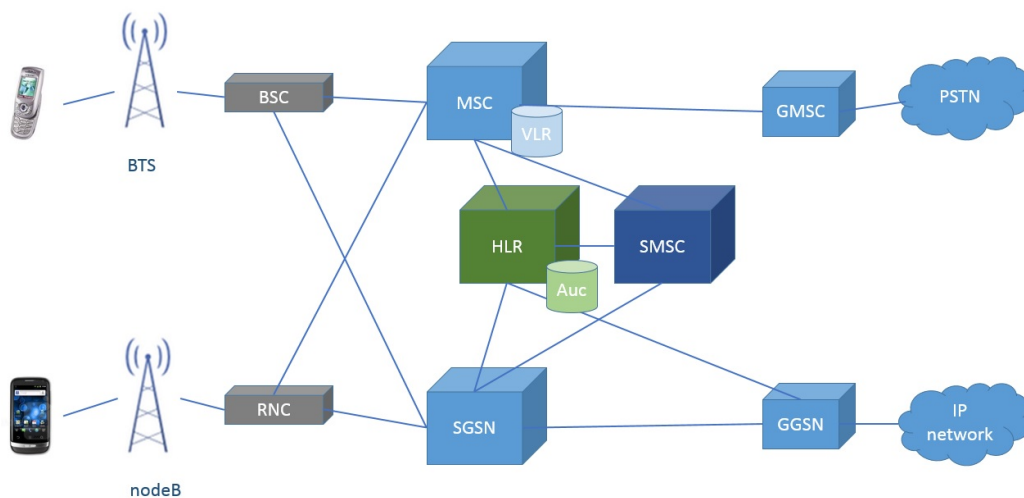 BSC
MSC
VLR
GMSC
PSTN
BTS
HLR
SMSC
Auc
RNC
SGSN
GGSN
IP
network
nodeB